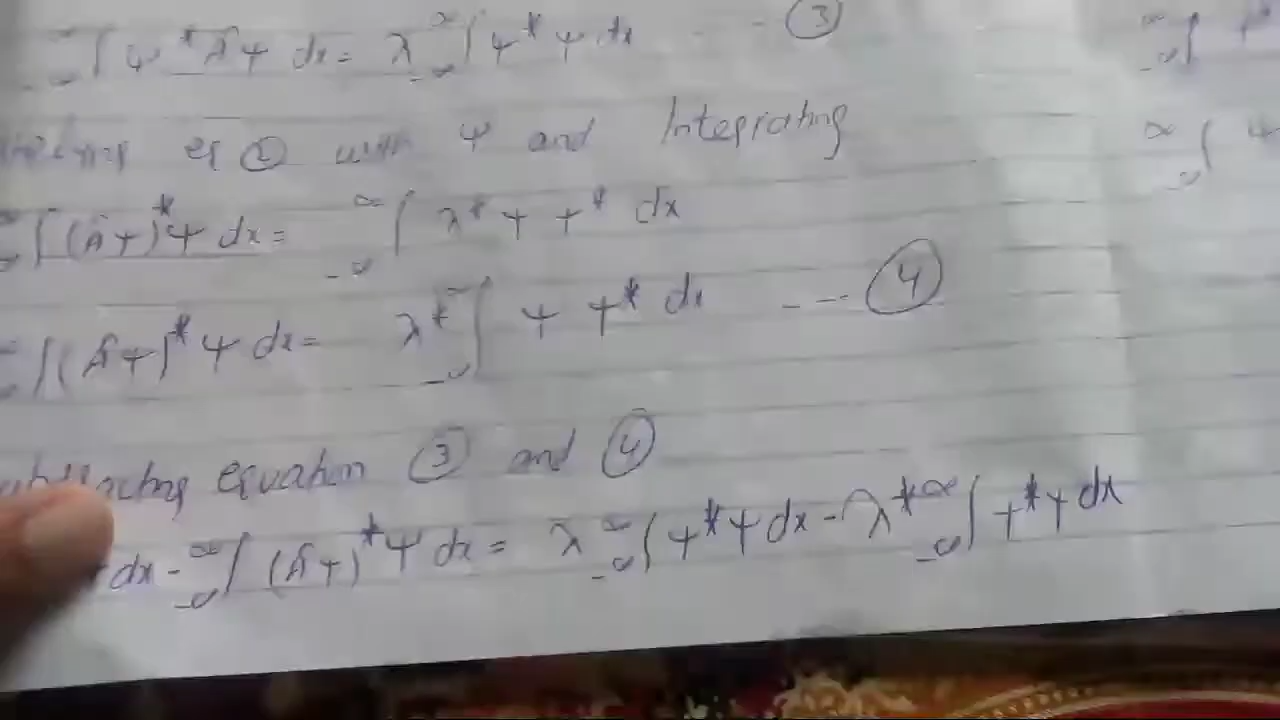 ∫_{-∞}^{∞} ψ* Âψ dx = λ ∫_{-∞}^{∞} ψ* ψ dx - - ③
eq ② with ψ and Integrating
∫ (Âψ)* ψ dx = ∫_{-∞}^{∞} λ* ψ ψ* dx
∫ (Âψ)* ψ dx = λ* ∫_{-∞}^{∞} ψ ψ* dx - - - ④
equation ③ and ④
dx - ∫_{-∞}^{∞} (Âψ)* ψ dx = λ ∫_{-∞}^{∞} ψ* ψ dx - λ* ∫_{-∞}^{∞} ψ* ψ dx